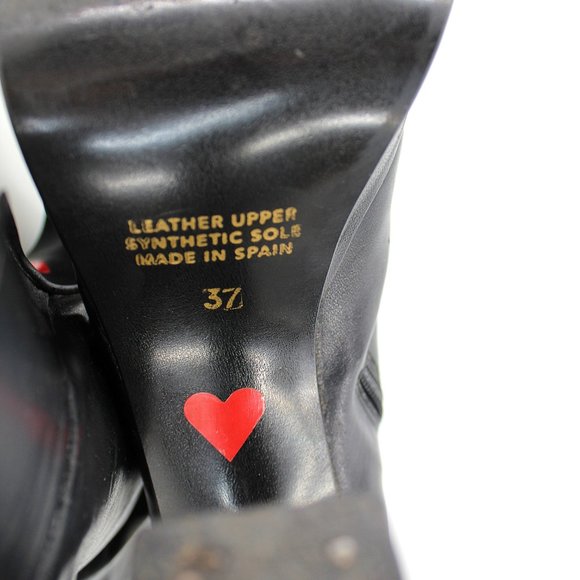 LEATHER UPPER
SYNTHETIC SOLE
MADE IN SPAIN
37